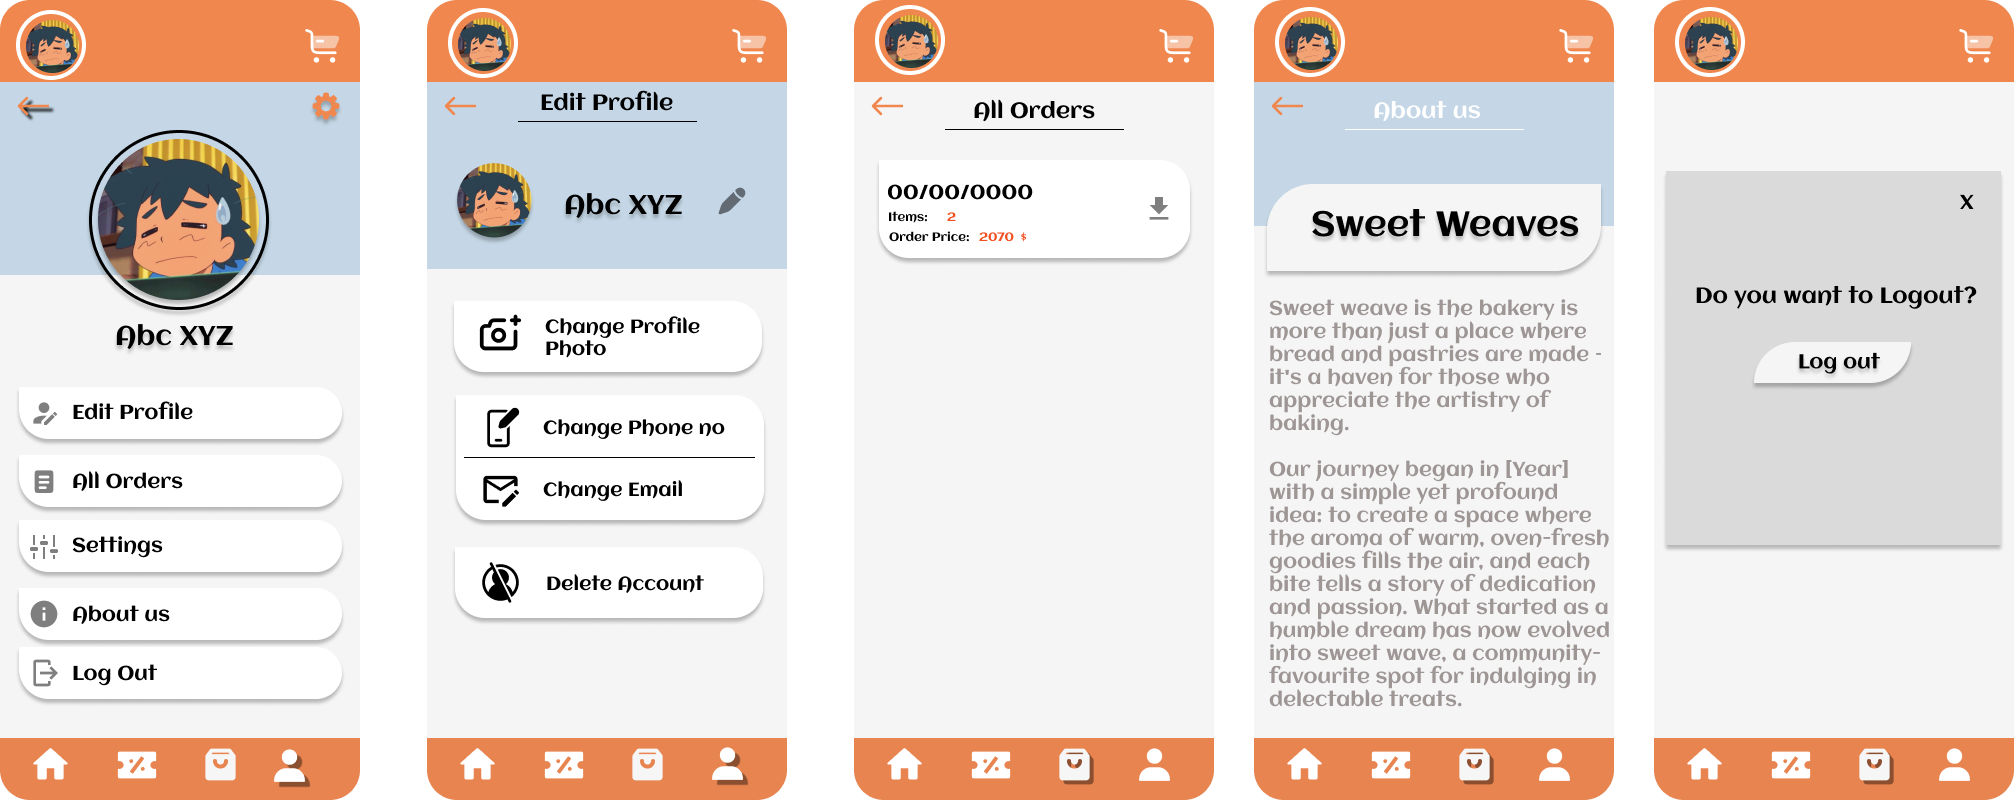 Abc XYZ
Edit Profile
All Orders
Settings
About us
Log Out
Edit Profile
Abc XYZ
Change Profile
Photo
Change Phone no
Change Email
Delete Account
All Orders
00/00/0000
Items: 2
Order Price: 2070 $
About us
Sweet Weaves
Sweet weave is the bakery is
more than just a place where
bread and pastries are made -
it's a haven for those who
appreciate the artistry of
baking.
Our journey began in [Year]
with a simple yet profound
idea: to create a space where
the aroma of warm, oven-fresh
goodies fills the air, and each
bite tells a story of dedication
and passion. What started as a
humble dream has now evolved
into sweet wave, a community-
favourite spot for indulging in
delectable treats.
X
Do you want to Logout?
Log out